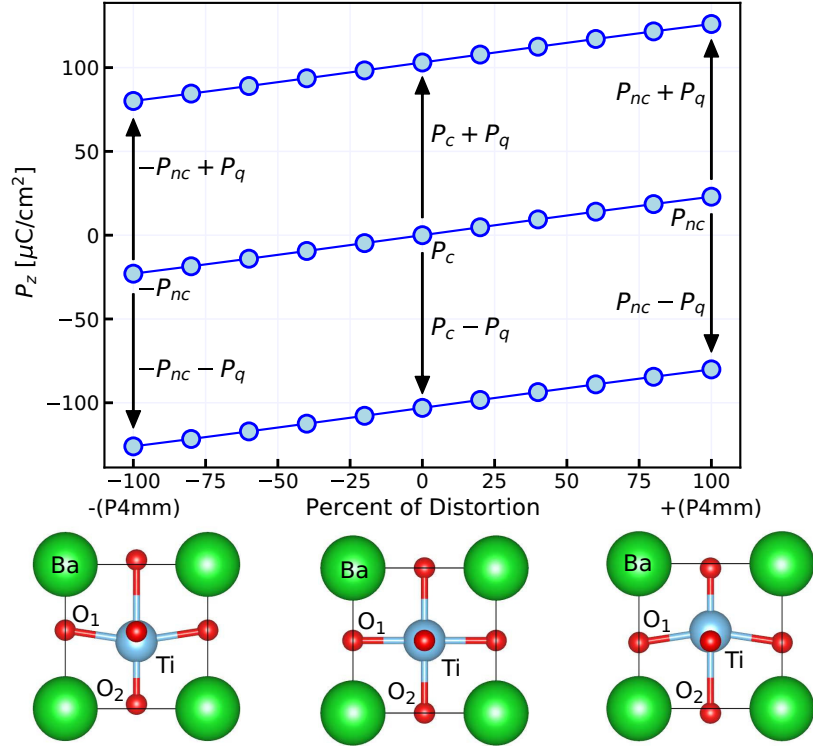 100
50
0
−50
−100
P_z [μC/cm²]
P_nc + P_q
P_c + P_q
−P_nc + P_q
P_nc
P_c
−P_nc
P_nc − P_q
P_c − P_q
−P_nc − P_q
−100 −75 −50 −25 0 25 50 75 100
-(P4mm) Percent of Distortion +(P4mm)
Ba Ba Ba
O₁ O₁ O₁
Ti Ti Ti
O₂ O₂ O₂